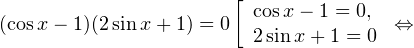 (cos x − 1)(2 sin x + 1) = 0 [ cos x − 1 = 0, ⇔
2 sin x + 1 = 0